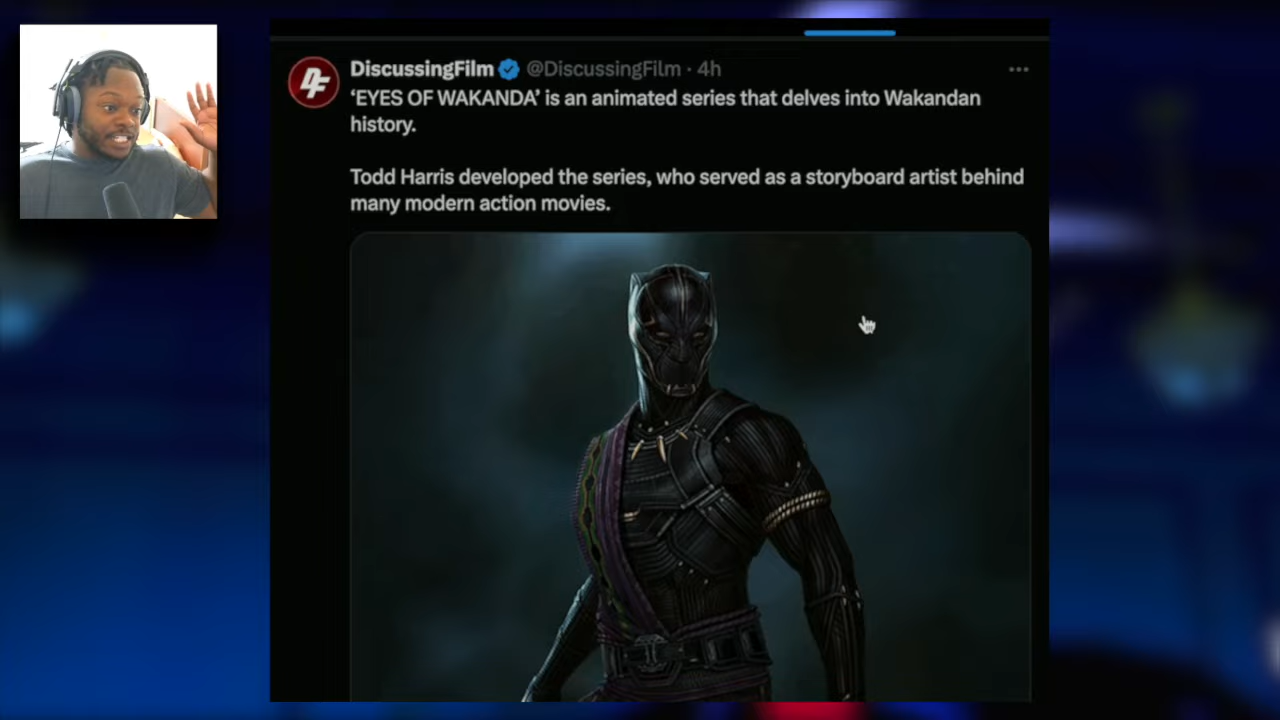 DiscussingFilm @DiscussingFilm · 4h
‘EYES OF WAKANDA’ is an animated series that delves into Wakandan
history.
Todd Harris developed the series, who served as a storyboard artist behind
many modern action movies.